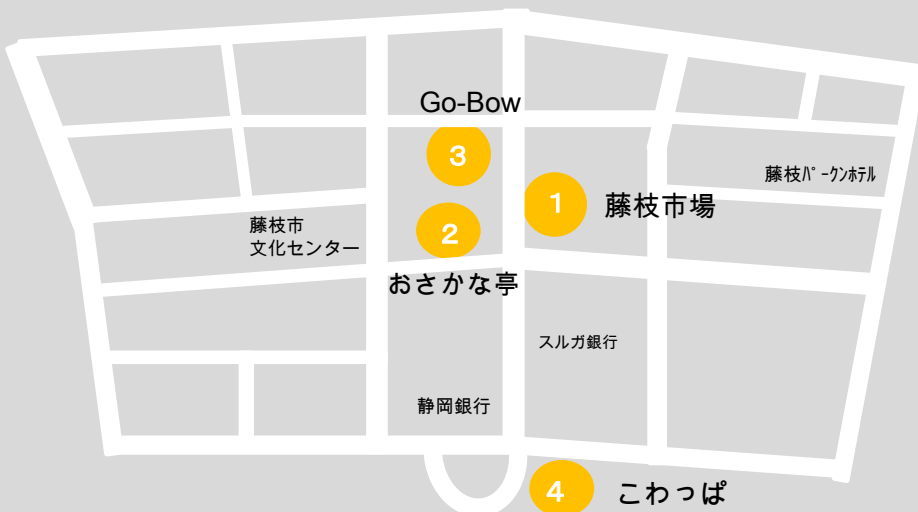 Go-Bow
3
1
藤枝市場
藤枝ﾊﾟｰｸﾝﾎﾃﾙ
2
藤枝市
文化センター
おさかな亭
スルガ銀行
静岡銀行
4
こわっぱ